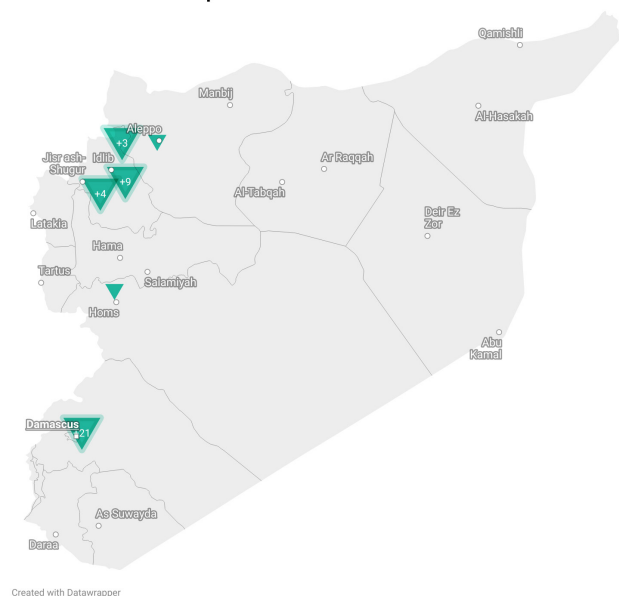 Qamishli
Manbij
Al-Hasakah
Aleppo
+3
Jisr ash-
Shugur
Idlib
Ar Raqqah
+9
+4
Al-Tabqah
Latakia
Deir Ez
Zor
Hama
Tartus
Salamiyah
Homs
Abu
Kamal
Damascus
+21
As Suwayda
Daraa
Created with Datawrapper